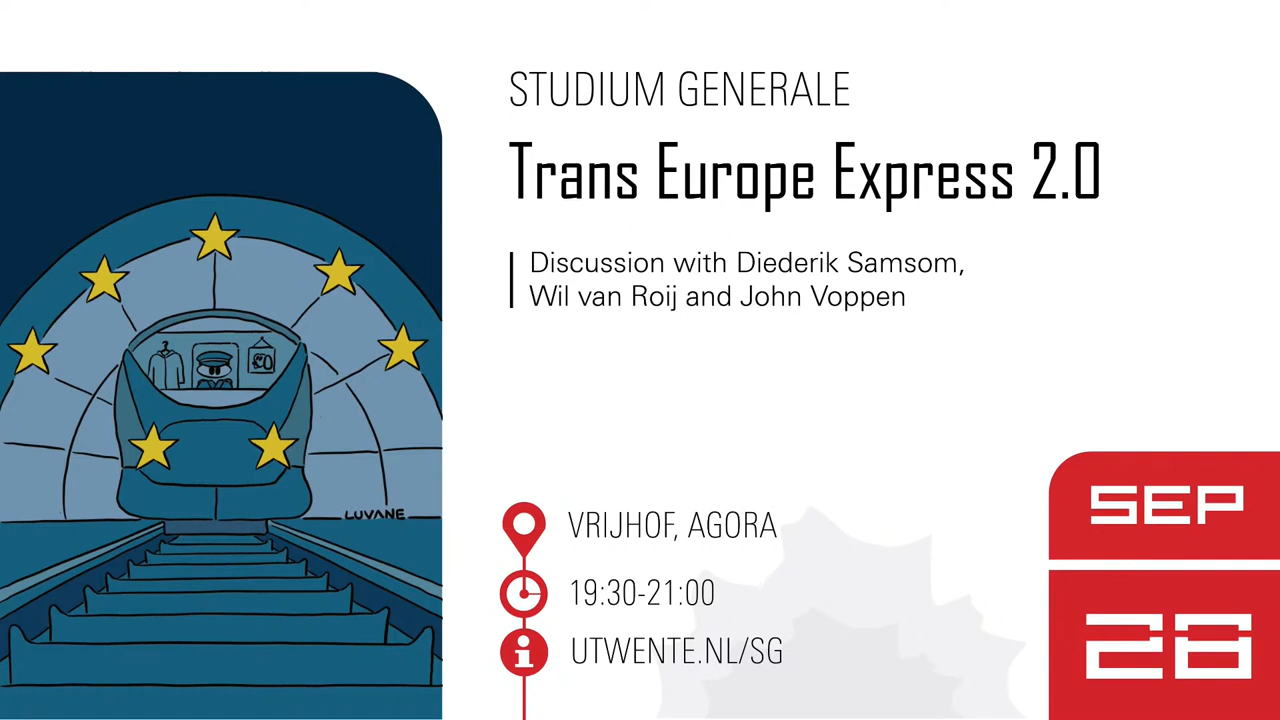 STUDIUM GENERALE
Trans Europe Express 2.0
Discussion with Diederik Samsom,
Wil van Roij and John Voppen
LUVANE
VRIJHOF, AGORA
19:30-21:00
UTWENTE.NL/SG
SEP
28